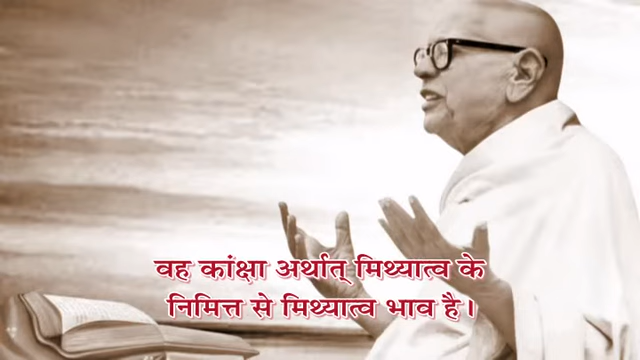 वह कांक्षा अर्थात् मिथ्यात्व के
निमित्त से मिथ्यात्व भाव है।